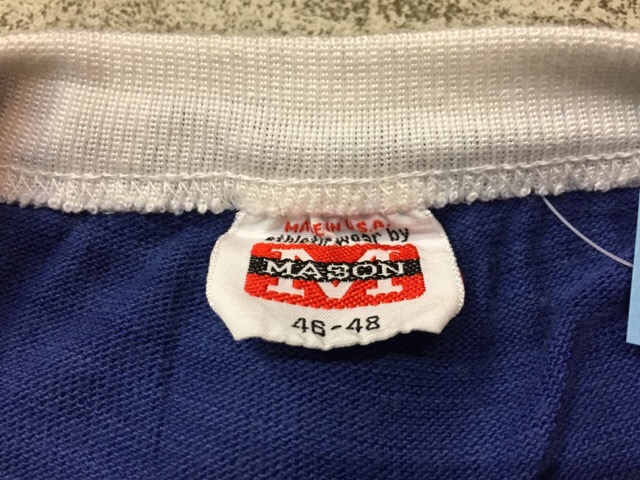 MADE IN U.S.A.
athletic wear by
M
MASON
46-48